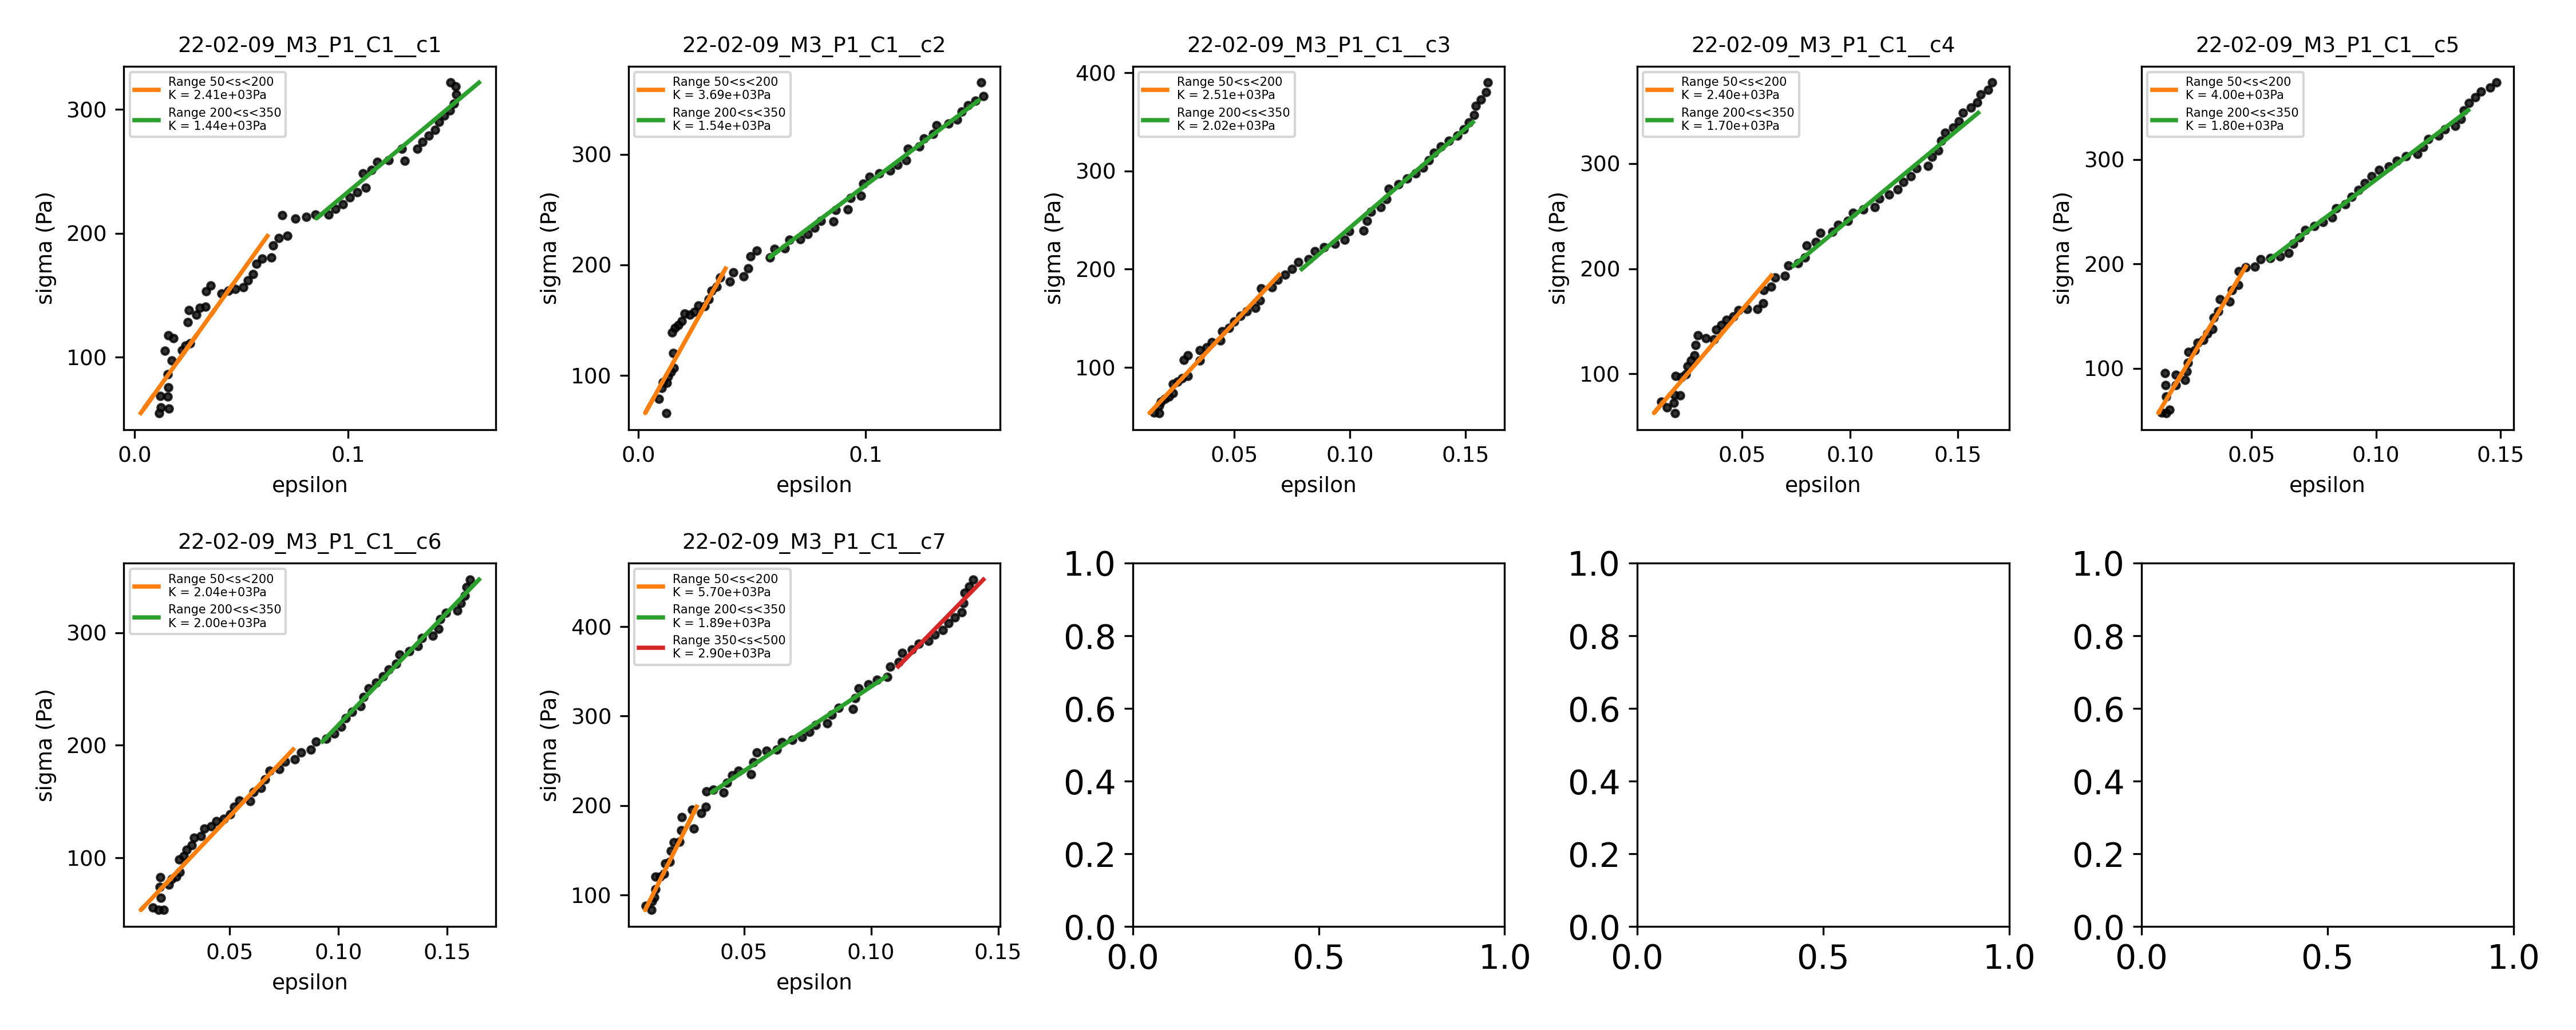 22-02-09_M3_P1_C1__c1
Range 50<s<200
K = 2.41e+03Pa
Range 200<s<350
K = 1.44e+03Pa
300
200
100
sigma (Pa)
0.0 0.1
epsilon
22-02-09_M3_P1_C1__c2
Range 50<s<200
K = 3.69e+03Pa
Range 200<s<350
K = 1.54e+03Pa
300
200
100
sigma (Pa)
0.0 0.1
epsilon
22-02-09_M3_P1_C1__c3
Range 50<s<200
K = 2.51e+03Pa
Range 200<s<350
K = 2.02e+03Pa
400
300
200
100
sigma (Pa)
0.05 0.10 0.15
epsilon
22-02-09_M3_P1_C1__c4
Range 50<s<200
K = 2.40e+03Pa
Range 200<s<350
K = 1.70e+03Pa
300
200
100
sigma (Pa)
0.05 0.10 0.15
epsilon
22-02-09_M3_P1_C1__c5
Range 50<s<200
K = 4.00e+03Pa
Range 200<s<350
K = 1.80e+03Pa
300
200
100
sigma (Pa)
0.05 0.10 0.15
epsilon
22-02-09_M3_P1_C1__c6
Range 50<s<200
K = 2.04e+03Pa
Range 200<s<350
K = 2.00e+03Pa
300
200
100
sigma (Pa)
0.05 0.10 0.15
epsilon
22-02-09_M3_P1_C1__c7
Range 50<s<200
K = 5.70e+03Pa
Range 200<s<350
K = 1.89e+03Pa
Range 350<s<500
K = 2.90e+03Pa
400
300
200
100
sigma (Pa)
0.05 0.10 0.15
epsilon
1.0
0.8
0.6
0.4
0.2
0.0
0.0 0.5 1.0
1.0
0.8
0.6
0.4
0.2
0.0
0.0 0.5 1.0
1.0
0.8
0.6
0.4
0.2
0.0
0.0 0.5 1.0